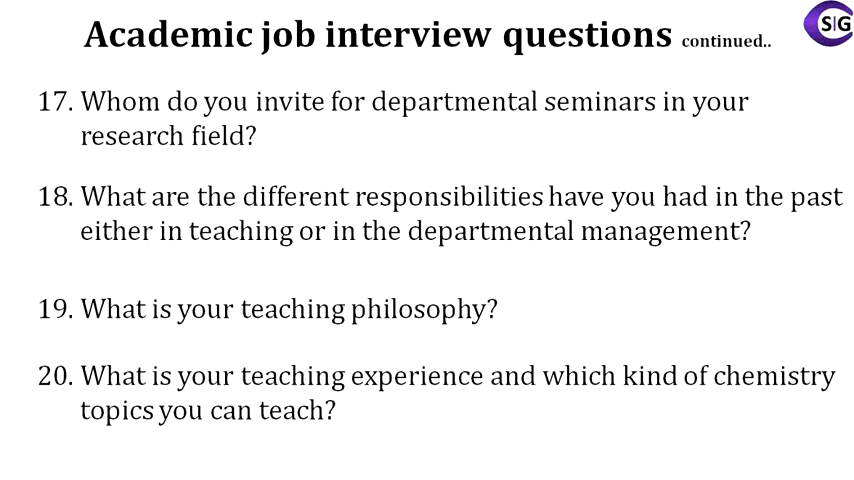 Academic job interview questions continued..
SIG
17. Whom do you invite for departmental seminars in your
research field?
18. What are the different responsibilities have you had in the past
either in teaching or in the departmental management?
19. What is your teaching philosophy?
20. What is your teaching experience and which kind of chemistry
topics you can teach?